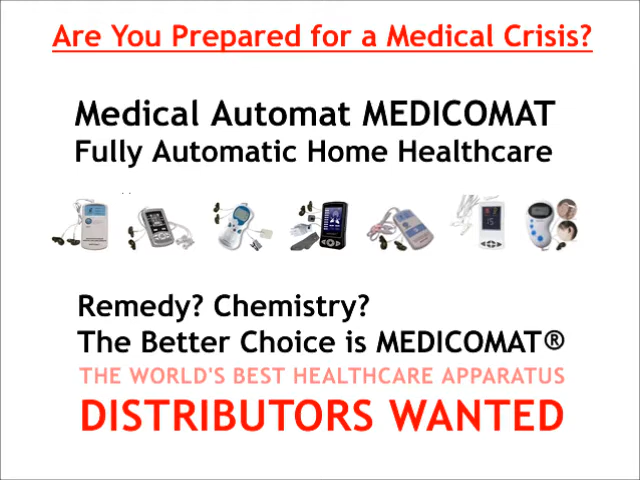 Are You Prepared for a Medical Crisis?
Medical Automat MEDICOMAT
Fully Automatic Home Healthcare
Remedy? Chemistry?
The Better Choice is MEDICOMAT®
THE WORLD'S BEST HEALTHCARE APPARATUS
DISTRIBUTORS WANTED